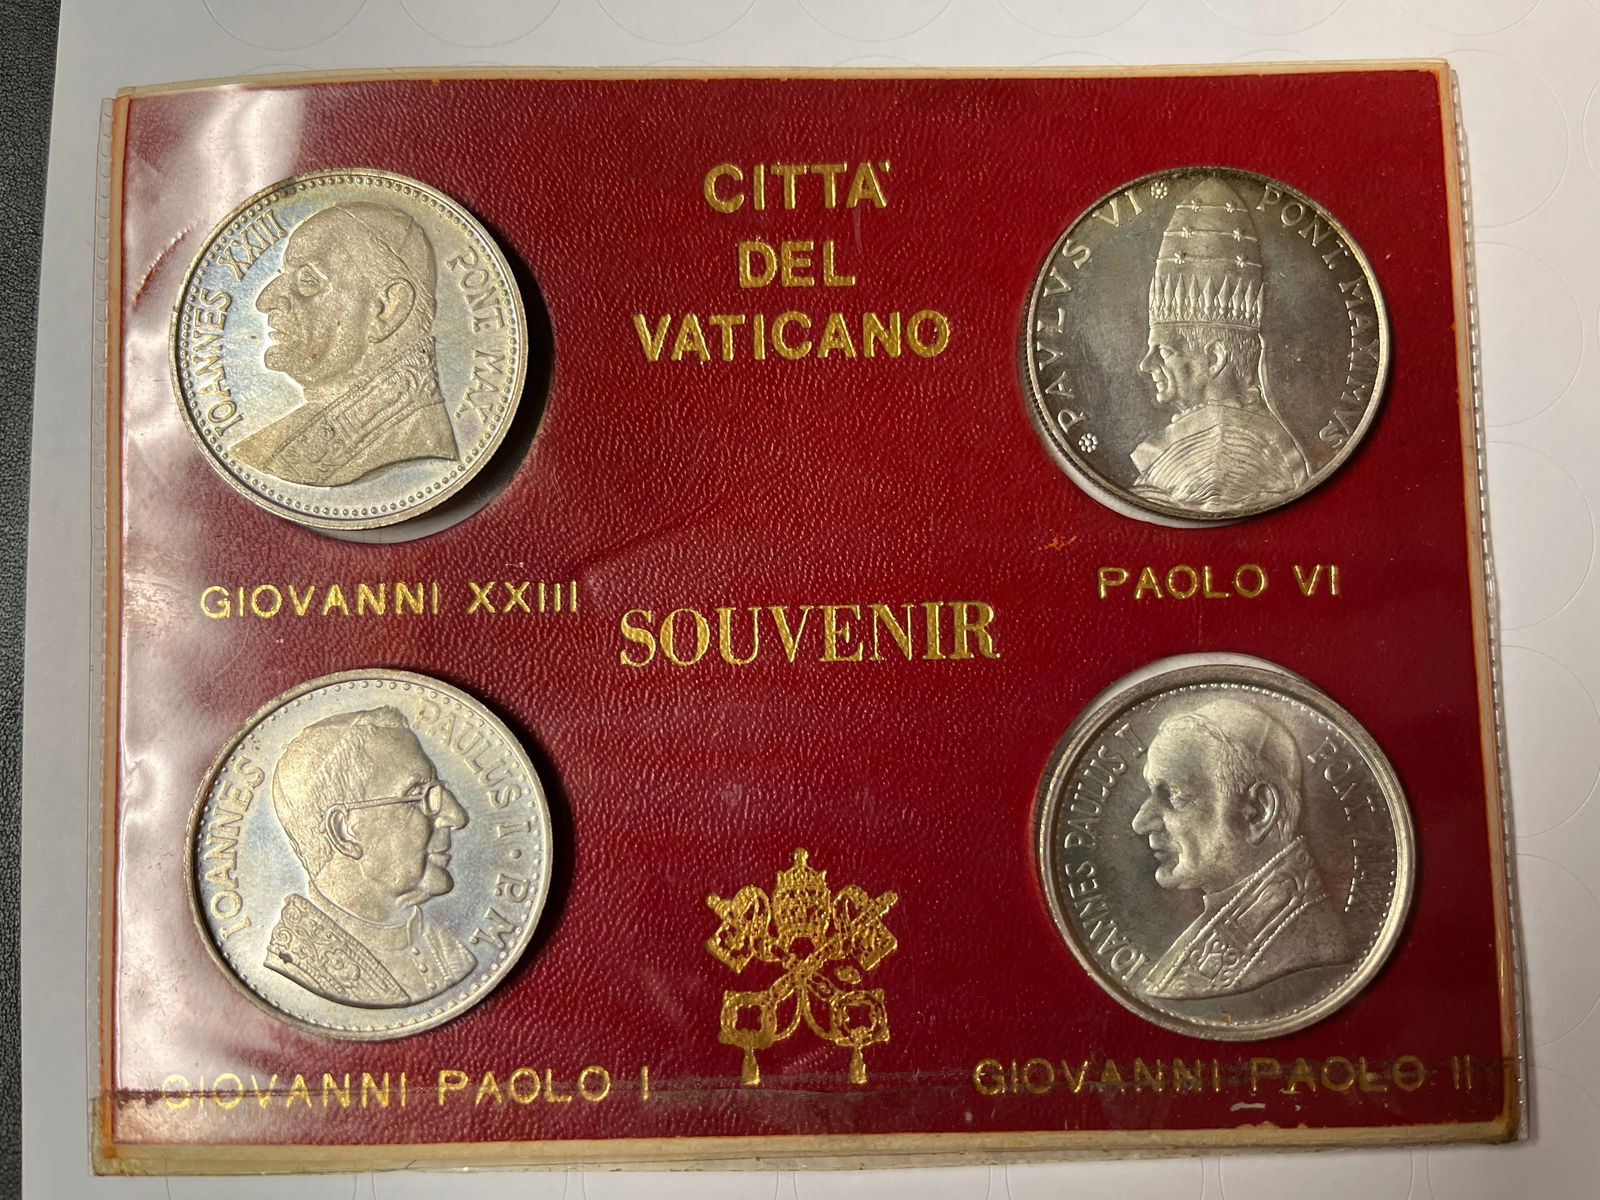 CITTA'
DEL
VATICANO
IOANNES XXIII PONT MAX
PAVLVS VI PONT. MAXIMVS
GIOVANNI XXIII
PAOLO VI
SOUVENIR
IOANNES PAULUS I · P. M.
IOANNES PAULUS II PONT MAX
GIOVANNI PAOLO I
GIOVANNI PAOLO II